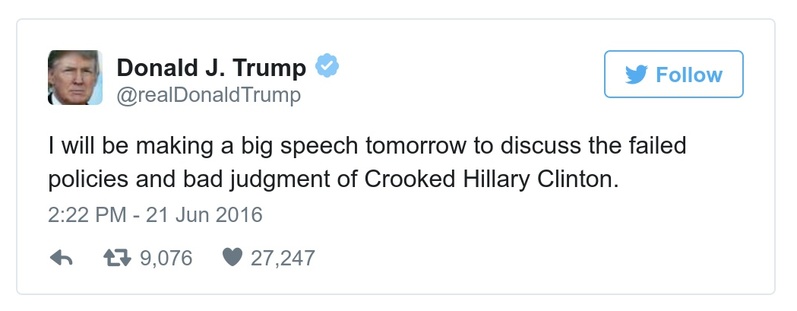 Donald J. Trump
@realDonaldTrump
Follow
I will be making a big speech tomorrow to discuss the failed
policies and bad judgment of Crooked Hillary Clinton.
2:22 PM - 21 Jun 2016
9,076 27,247